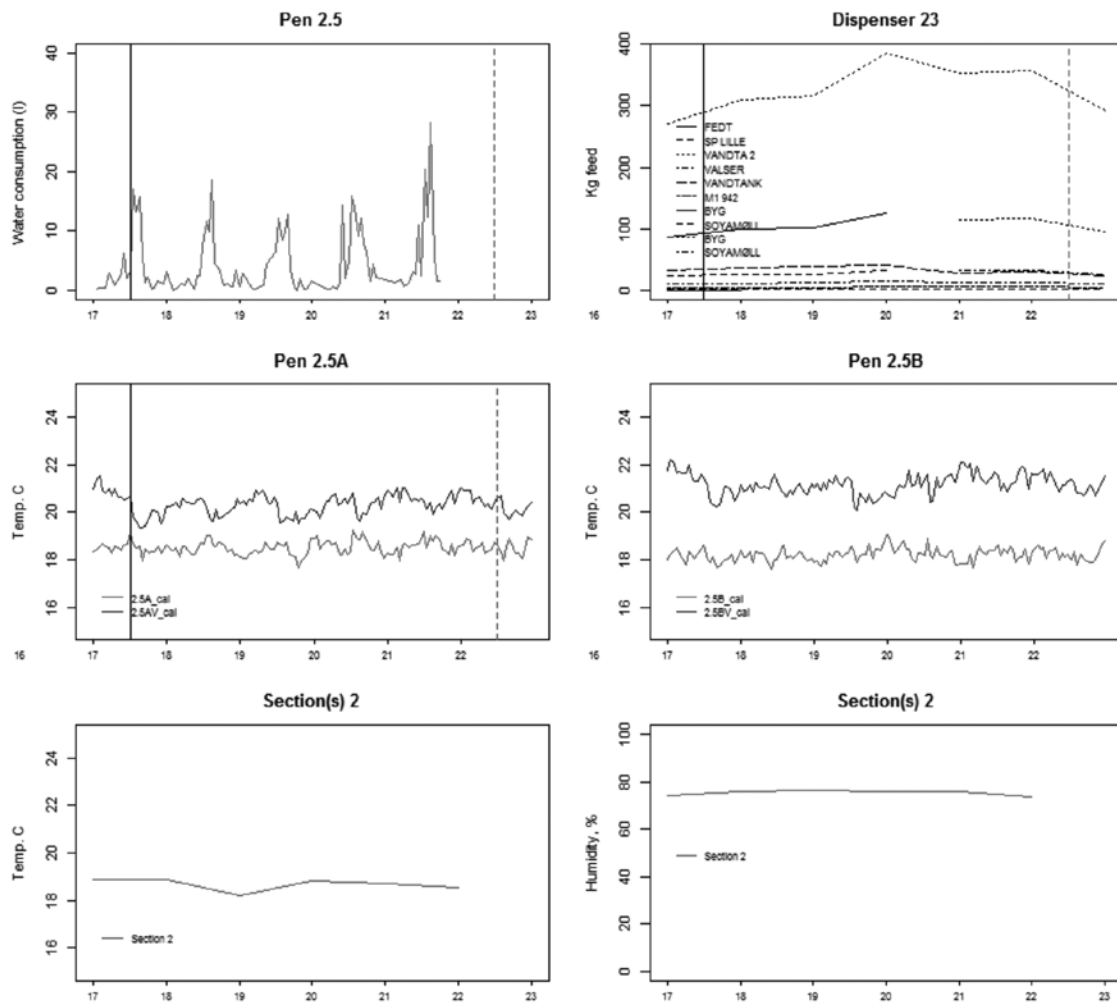 Pen 2.5
Water consumption (l)
40
30
20
10
0
17 18 19 20 21 22 23
Dispenser 23
Kg feed
400
300
200
100
0
FEDT
SP LILLE
VANDTA 2
VALSER
VANDTANK
M1 942
BYG
SOYAMØLL
BYG
SOYAMØLL
16 17 18 19 20 21 22 23
Pen 2.5A
Temp. C
24
22
20
18
16
2.5A_cal
2.5AV_cal
16 17 18 19 20 21 22
Pen 2.5B
Temp. C
24
22
20
18
16
2.5B_cal
2.5BV_cal
16 17 18 19 20 21 22
Section(s) 2
Temp. C
24
22
20
18
16
Section 2
17 18 19 20 21 22 23
Section(s) 2
Humidity, %
100
80
60
40
20
0
Section 2
17 18 19 20 21 22 23